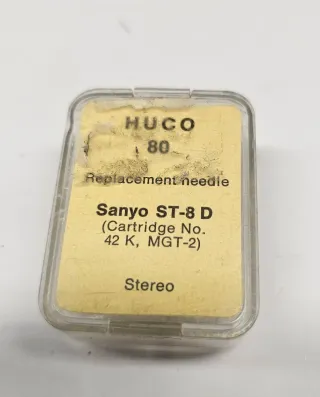 HUCO
80
Replacement needle
Sanyo ST-8 D
(Cartridge No.
42 K, MGT-2)
Stereo